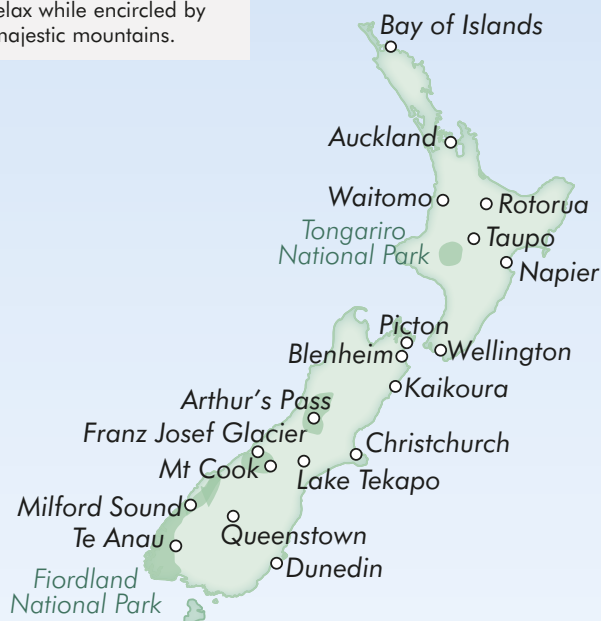 elax while encircled by
majestic mountains.
Bay of Islands
Auckland
Waitomo
Rotorua
Tongariro
National Park
Taupo
Napier
Picton
Blenheim
Wellington
Kaikoura
Arthur's Pass
Franz Josef Glacier
Christchurch
Mt Cook
Lake Tekapo
Milford Sound
Queenstown
Te Anau
Dunedin
Fiordland
National Park